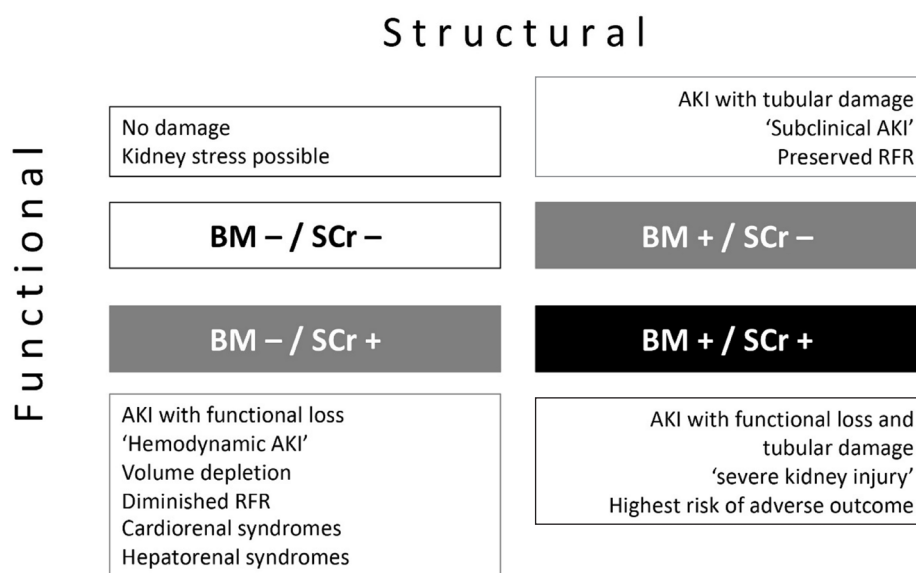 Structural
Functional
No damage
Kidney stress possible
AKI with tubular damage
‘Subclinical AKI’
Preserved RFR
BM – / SCr –
BM + / SCr –
BM – / SCr +
BM + / SCr +
AKI with functional loss
‘Hemodynamic AKI’
Volume depletion
Diminished RFR
Cardiorenal syndromes
Hepatorenal syndromes
AKI with functional loss and
tubular damage
‘severe kidney injury’
Highest risk of adverse outcome